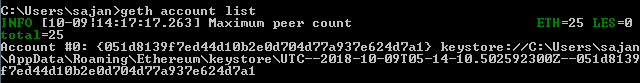 C:\Users\sajan>geth account list
INFO [10-09|14:17:17.263] Maximum peer count ETH=25 LES=0
total=25
Account #0: {051d8139f7ed44d10b2e0d704d77a937e624d7a1} keystore://C:\Users\sajan
\AppData\Roaming\Ethereum\keystore\UTC--2018-10-09T05-14-10.502592300Z--051d8139
f7ed44d10b2e0d704d77a937e624d7a1